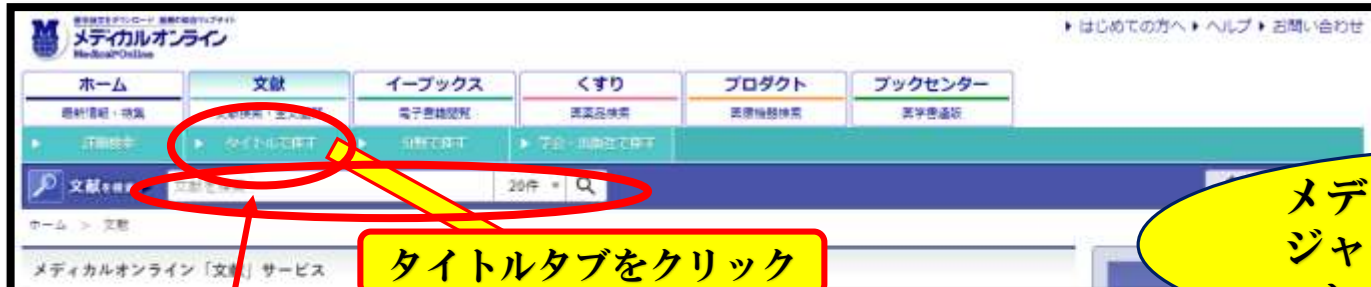 メディカルオンライン
Medical*Online
はじめての方へ ヘルプ お問い合わせ
ホーム 文献 イーブックス くすり プロダクト ブックセンター
最新情報・特集 電子書籍閲覧 医薬品検索 医療機器検索 医学書通販
タイトルで探す 分野で探す 学会・出版社で探す
文献を検索 20件
ホーム > 文献
メディカルオンライン「文献」サービス
タイトルタブをクリック
メデ
ジャ